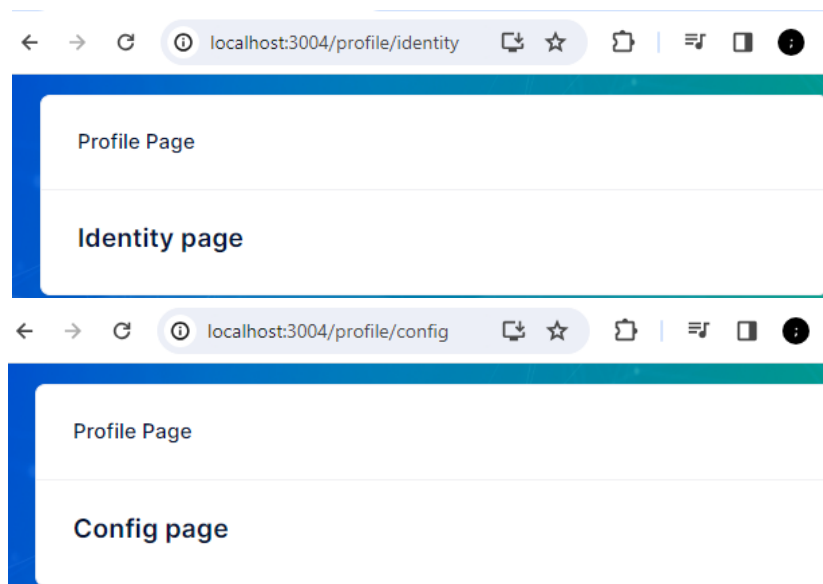 localhost:3004/profile/identity
Profile Page
Identity page
localhost:3004/profile/config
Profile Page
Config page